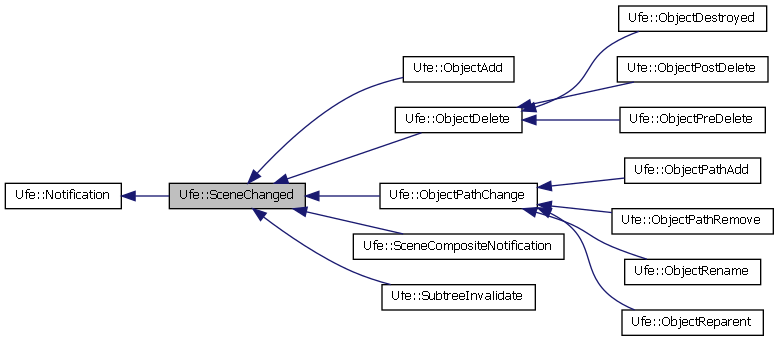 Ufe::ObjectDestroyed
Ufe::ObjectAdd
Ufe::ObjectPostDelete
Ufe::ObjectDelete
Ufe::ObjectPreDelete
Ufe::ObjectPathAdd
Ufe::Notification
Ufe::SceneChanged
Ufe::ObjectPathChange
Ufe::ObjectPathRemove
Ufe::SceneCompositeNotification
Ufe::ObjectRename
Ufe::SubtreeInvalidate
Ufe::ObjectReparent